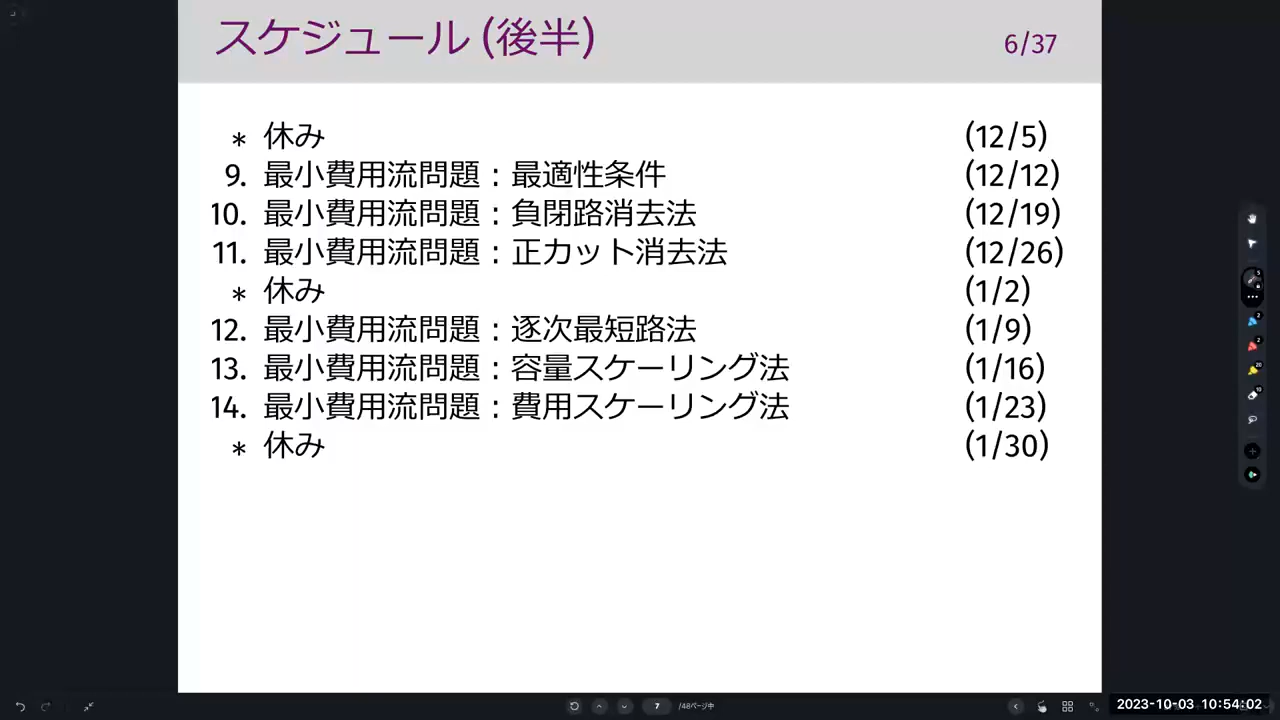 スケジュール (後半) 6/37
* 休み (12/5)
9. 最小費用流問題：最適性条件 (12/12)
10. 最小費用流問題：負閉路消去法 (12/19)
11. 最小費用流問題：正カット消去法 (12/26)
* 休み (1/2)
12. 最小費用流問題：逐次最短路法 (1/9)
13. 最小費用流問題：容量スケーリング法 (1/16)
14. 最小費用流問題：費用スケーリング法 (1/23)
* 休み (1/30)
7 /48ページ中
2023-10-03 10:54:02